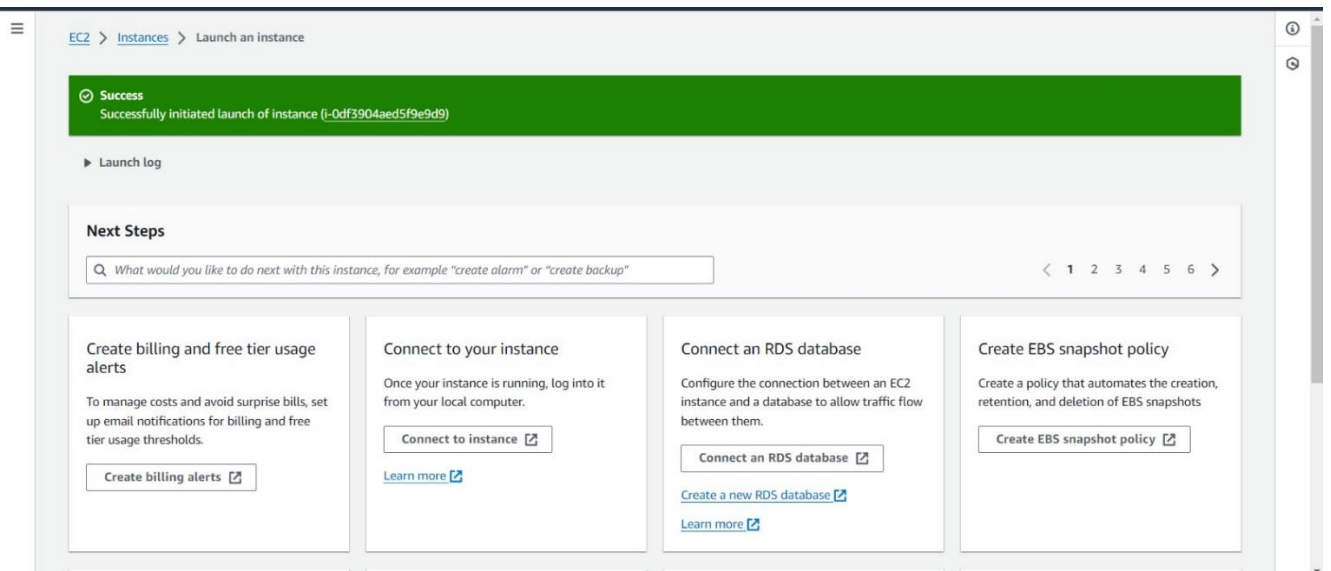 EC2 > Instances > Launch an instance
Success
Successfully initiated launch of instance (i-0df3904aed5f9e9d9)
Launch log
Next Steps
What would you like to do next with this instance, for example "create alarm" or "create backup"
1 2 3 4 5 6
Create billing and free tier usage
alerts
To manage costs and avoid surprise bills, set
up email notifications for billing and free
tier usage thresholds.
Create billing alerts
Connect to your instance
Once your instance is running, log into it
from your local computer.
Connect to instance
Learn more
Connect an RDS database
Configure the connection between an EC2
instance and a database to allow traffic flow
between them.
Connect an RDS database
Create a new RDS database
Learn more
Create EBS snapshot policy
Create a policy that automates the creation,
retention, and deletion of EBS snapshots
Create EBS snapshot policy